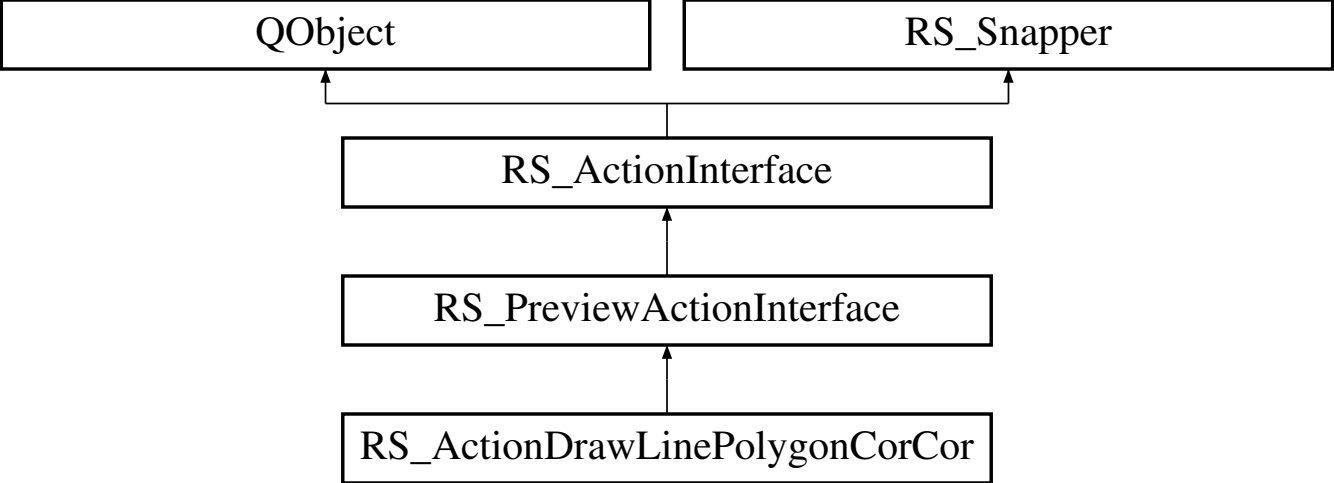 QObject
RS_Snapper
RS_ActionInterface
RS_PreviewActionInterface
RS_ActionDrawLinePolygonCorCor